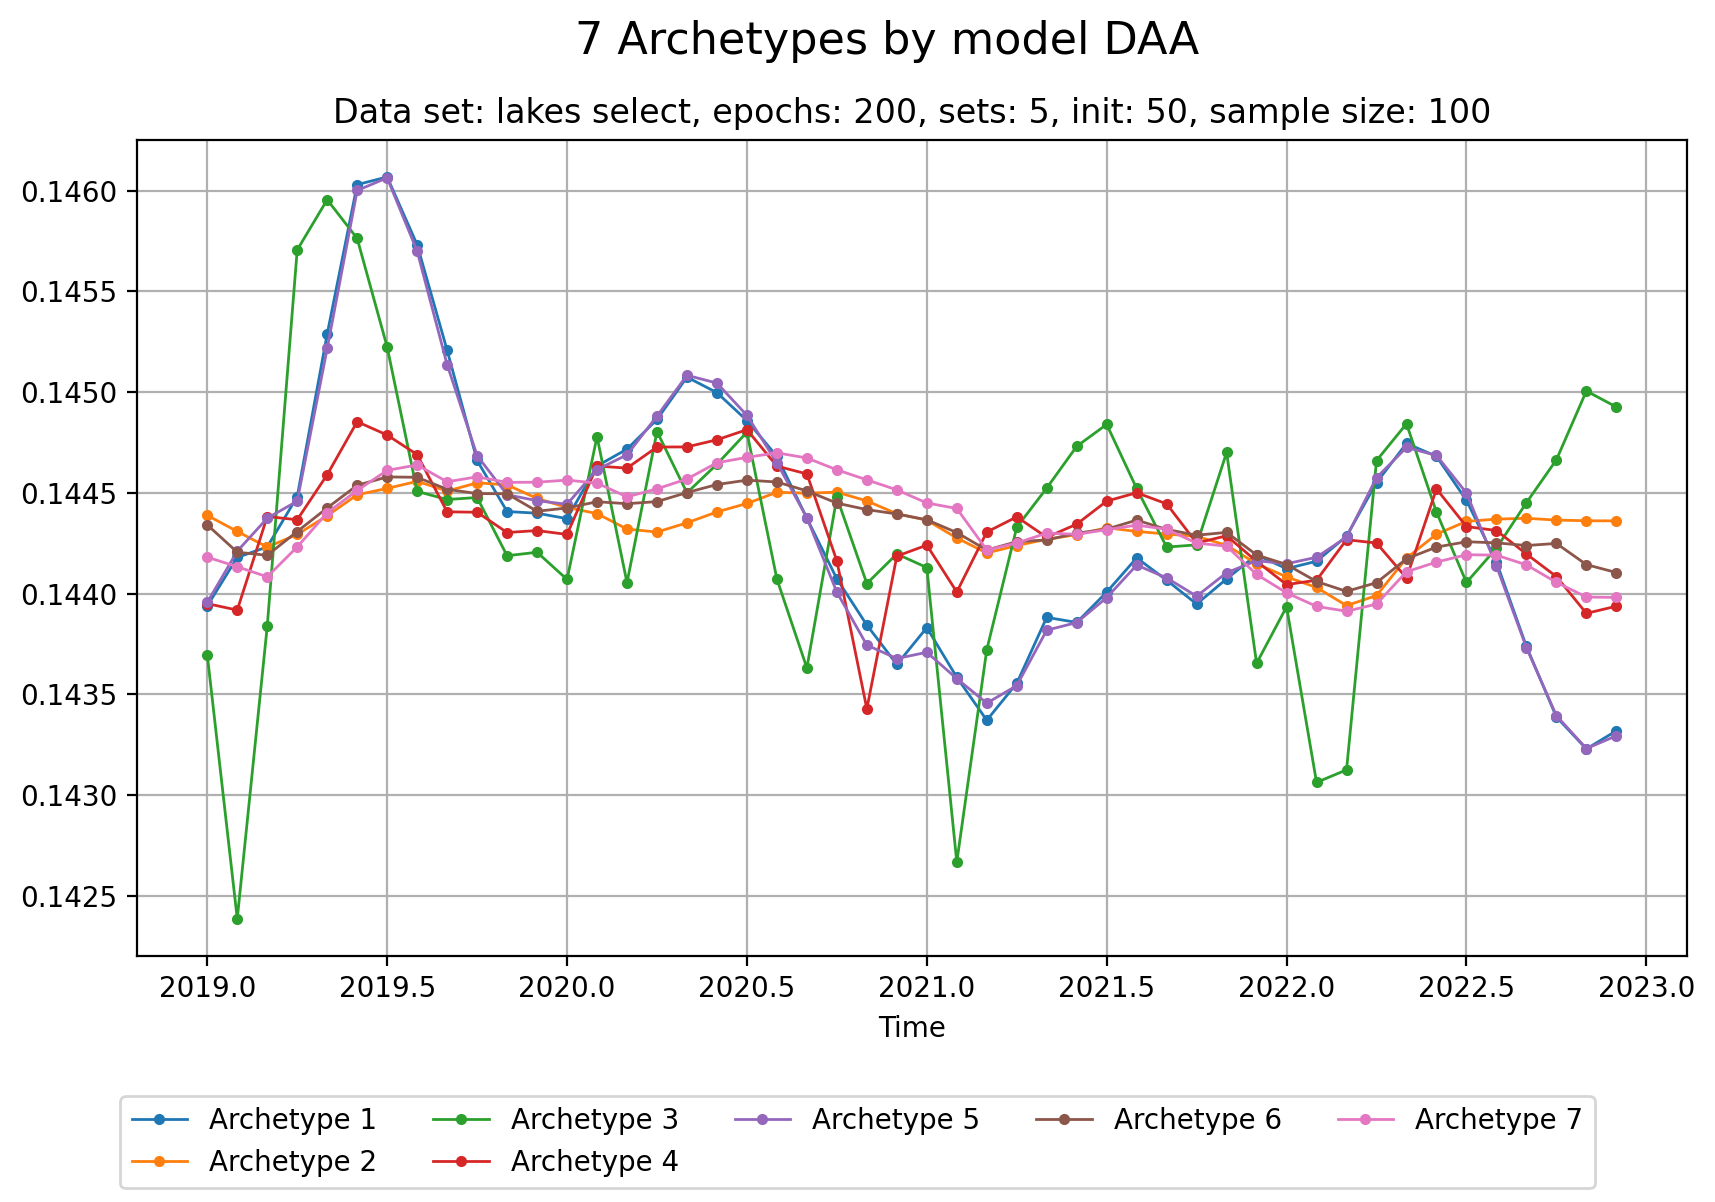 7 Archetypes by model DAA
Data set: lakes select, epochs: 200, sets: 5, init: 50, sample size: 100
0.1460
0.1455
0.1450
0.1445
0.1440
0.1435
0.1430
0.1425
2019.0 2019.5 2020.0 2020.5 2021.0 2021.5 2022.0 2022.5 2023.0
Time
Archetype 1 Archetype 3 Archetype 5 Archetype 6 Archetype 7
Archetype 2 Archetype 4